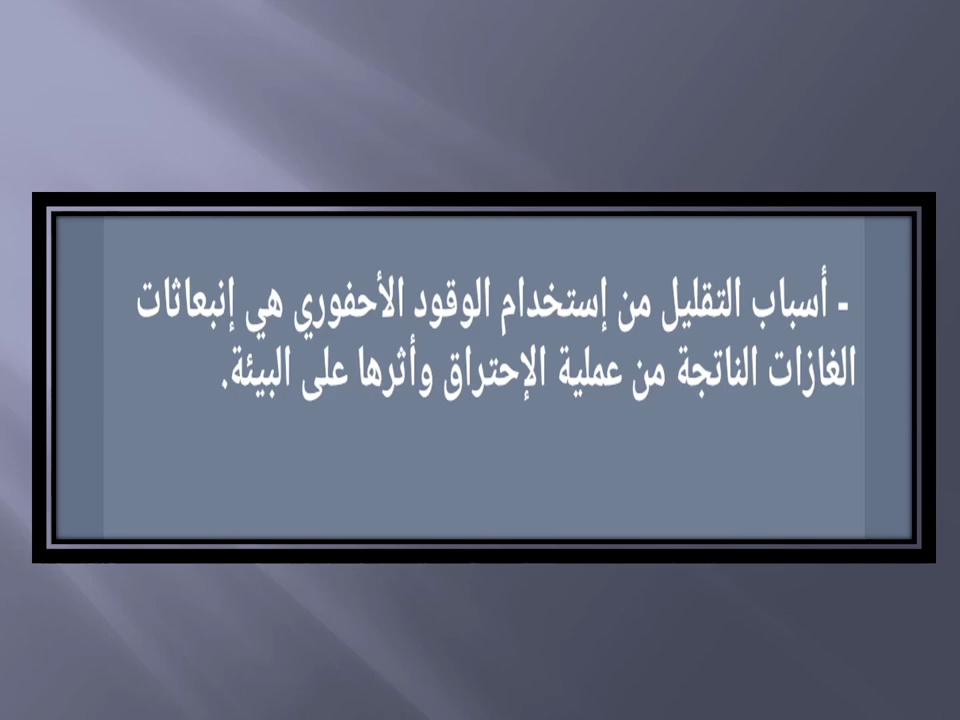 - أسباب التقليل من إستخدام الوقود الأحفوري هي إنبعاثات
الغازات الناتجة من عملية الإحتراق وأثرها على البيئة.